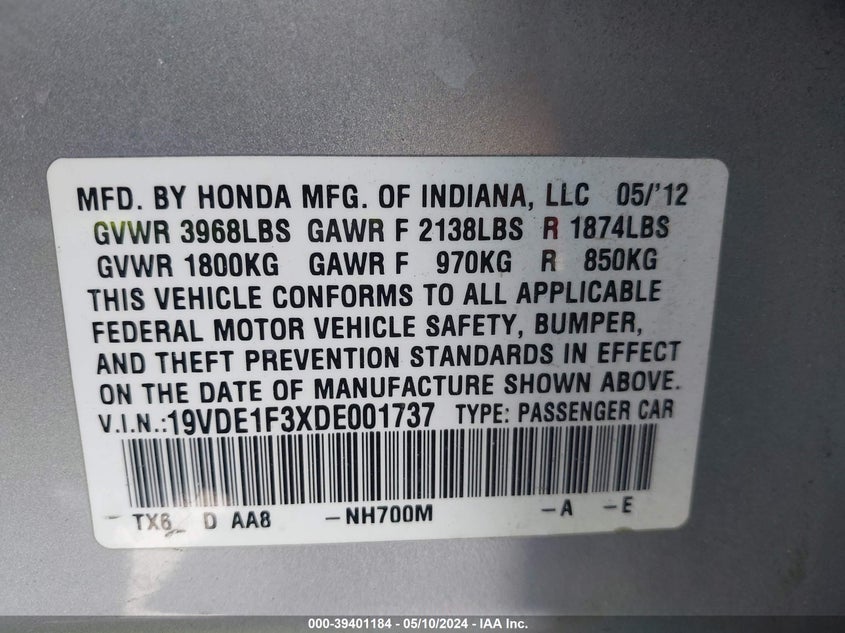 MFD. BY HONDA MFG. OF INDIANA, LLC 05/'12
GVWR 3968LBS GAWR F 2138LBS R 1874LBS
GVWR 1800KG GAWR F 970KG R 850KG
THIS VEHICLE CONFORMS TO ALL APPLICABLE
FEDERAL MOTOR VEHICLE SAFETY, BUMPER,
AND THEFT PREVENTION STANDARDS IN EFFECT
ON THE DATE OF MANUFACTURE SHOWN ABOVE.
V.I.N.:19VDE1F3XDE001737 TYPE: PASSENGER CAR
- TX6_ D AA8 -NH700M -A -E
000-39401184 - 05/10/2024 - IAA Inc.